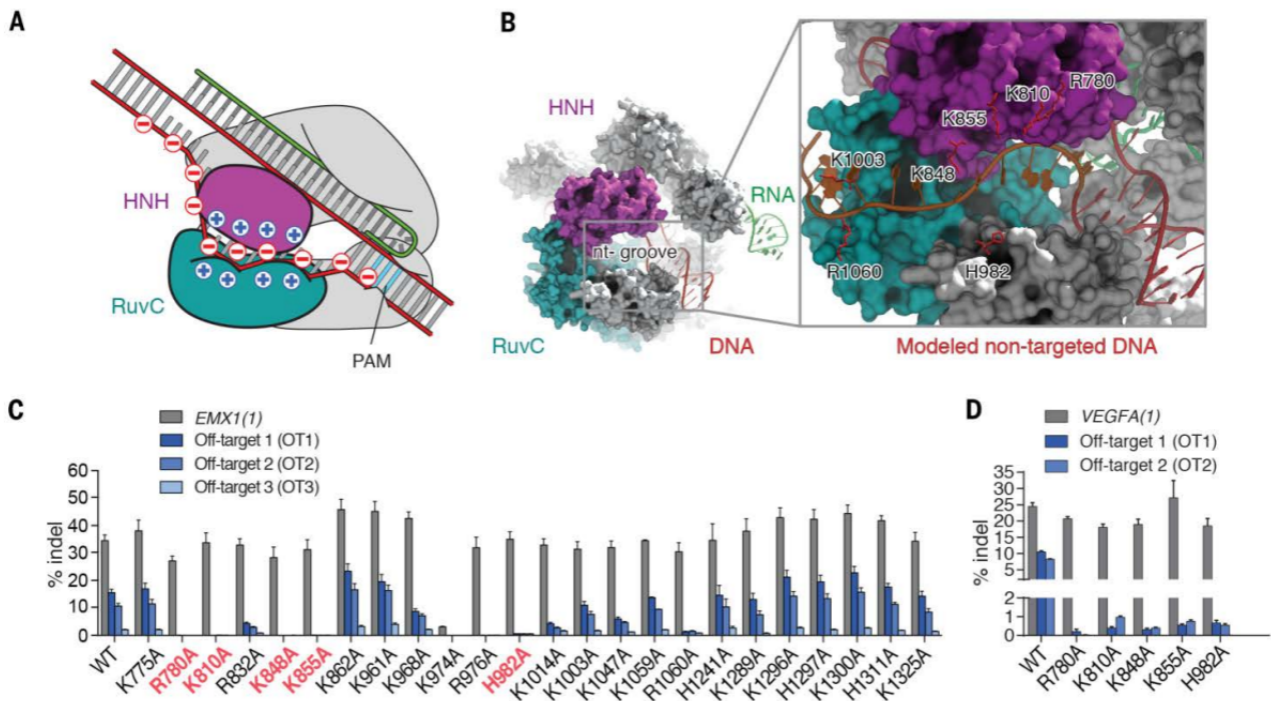 A
HNH
RuvC
PAM
B
HNH
nt- groove
RuvC
DNA
RNA
R780
K810
K855
K1003
K848
R1060
H982
Modeled non-targeted DNA
C
EMX1(1)
Off-target 1 (OT1)
Off-target 2 (OT2)
Off-target 3 (OT3)
% indel
60
50
40
30
20
10
0
WT
K775A
R780A
K810A
R832A
K848A
K855A
K862A
K961A
K968A
K974A
R976A
H982A
K1014A
K1003A
K1047A
K1059A
R1060A
H1241A
K1289A
K1296A
H1297A
K1300A
H1311A
K1325A
D
VEGFA(1)
Off-target 1 (OT1)
Off-target 2 (OT2)
% indel
35
30
25
20
15
10
5
2
1
0
WT
R780A
K810A
K848A
K855A
H982A